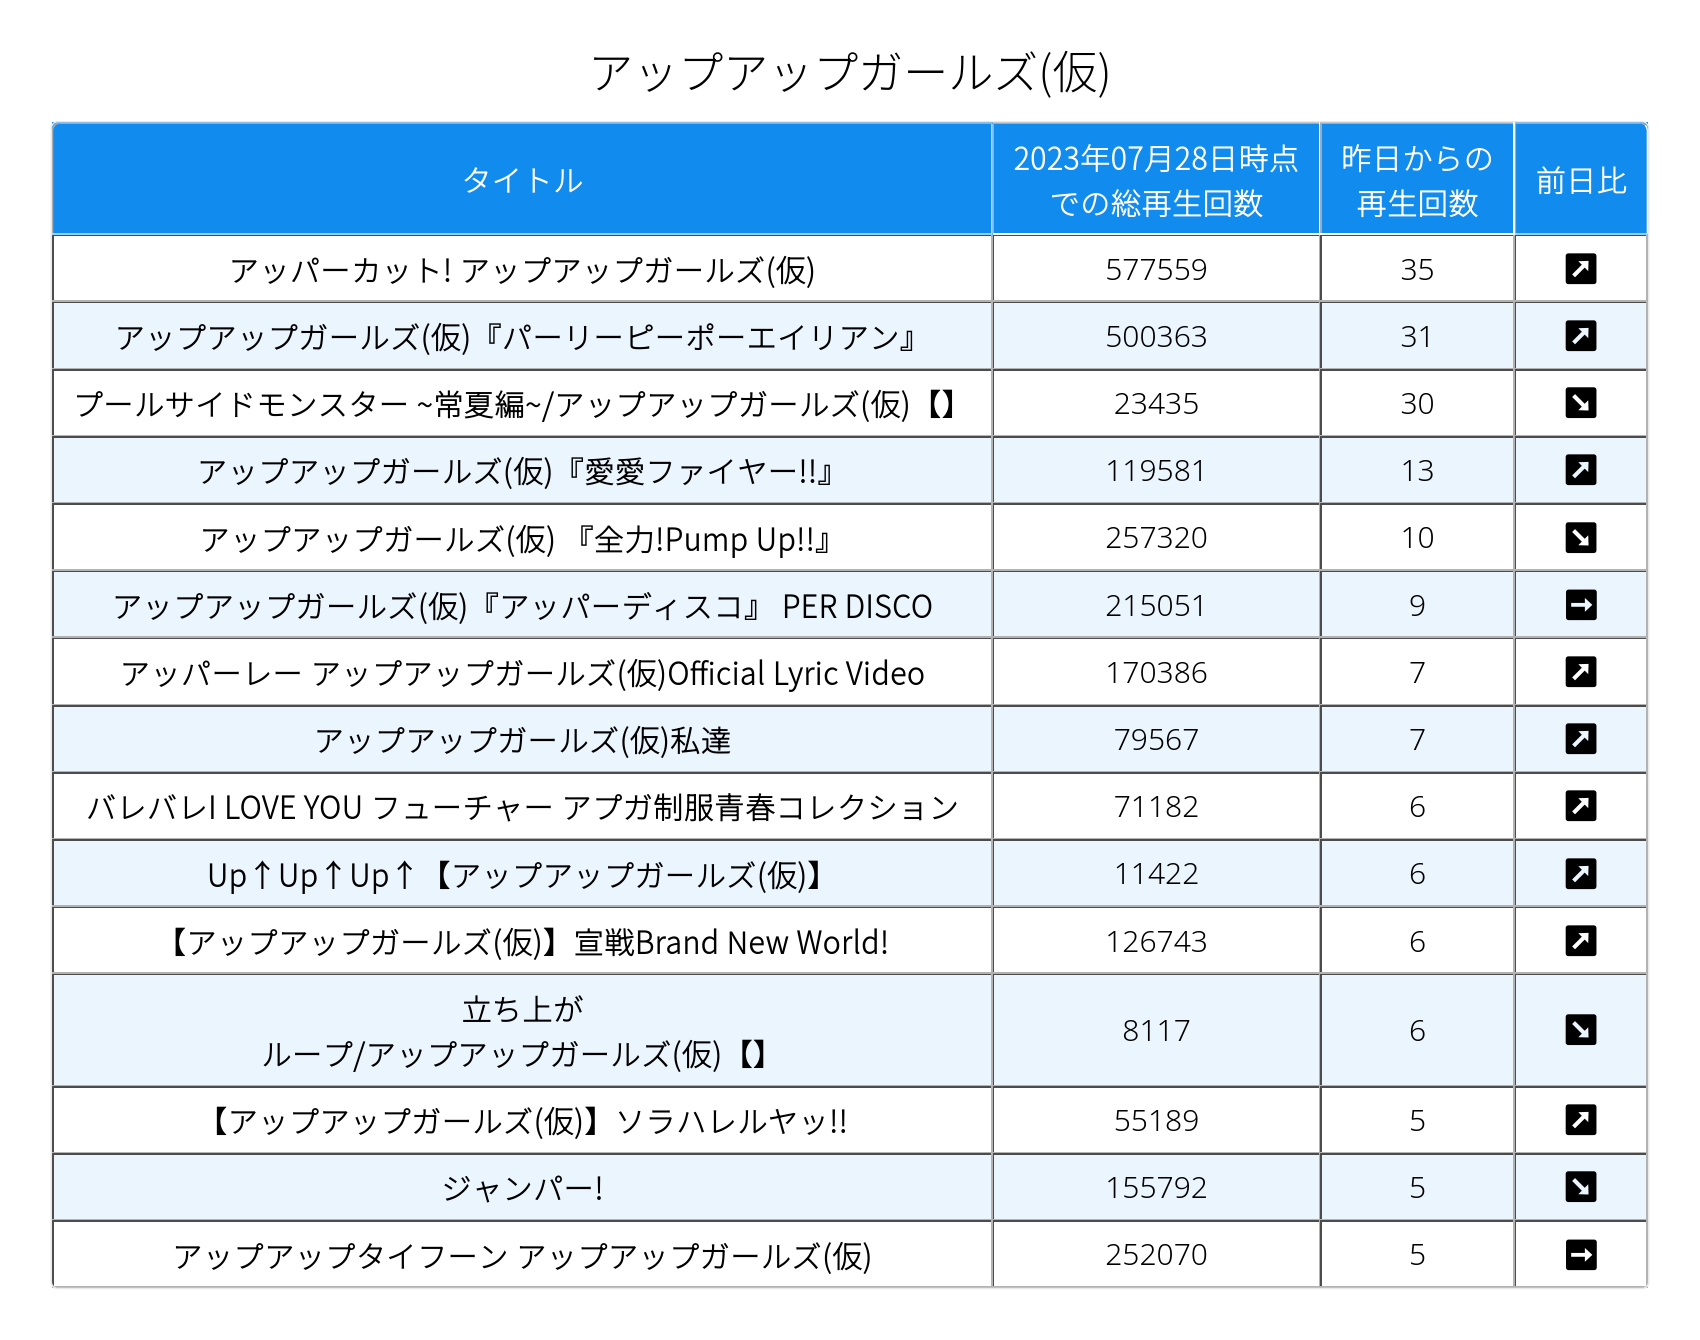 アップアップガールズ(仮)
タイトル 2023年07月28日時点での総再生回数 昨日からの再生回数 前日比
アッパーカット! アップアップガールズ(仮) 577559 35
アップアップガールズ(仮)『パーリーピーポーエイリアン』 500363 31
プールサイドモンスター ~常夏編~/アップアップガールズ(仮)【】 23435 30
アップアップガールズ(仮)『愛愛ファイヤー!!』 119581 13
アップアップガールズ(仮) 『全力!Pump Up!!』 257320 10
アップアップガールズ(仮)『アッパーディスコ』 PER DISCO 215051 9
アッパーレー アップアップガールズ(仮)Official Lyric Video 170386 7
アップアップガールズ(仮)私達 79567 7
バレバレI LOVE YOU フューチャー アプガ制服青春コレクション 71182 6
Up↑Up↑Up↑【アップアップガールズ(仮)】 11422 6
【アップアップガールズ(仮)】宣戦Brand New World! 126743 6
立ち上が
ループ/アップアップガールズ(仮)【】 8117 6
【アップアップガールズ(仮)】ソラハレルヤッ!! 55189 5
ジャンパー! 155792 5
アップアップタイフーン アップアップガールズ(仮) 252070 5